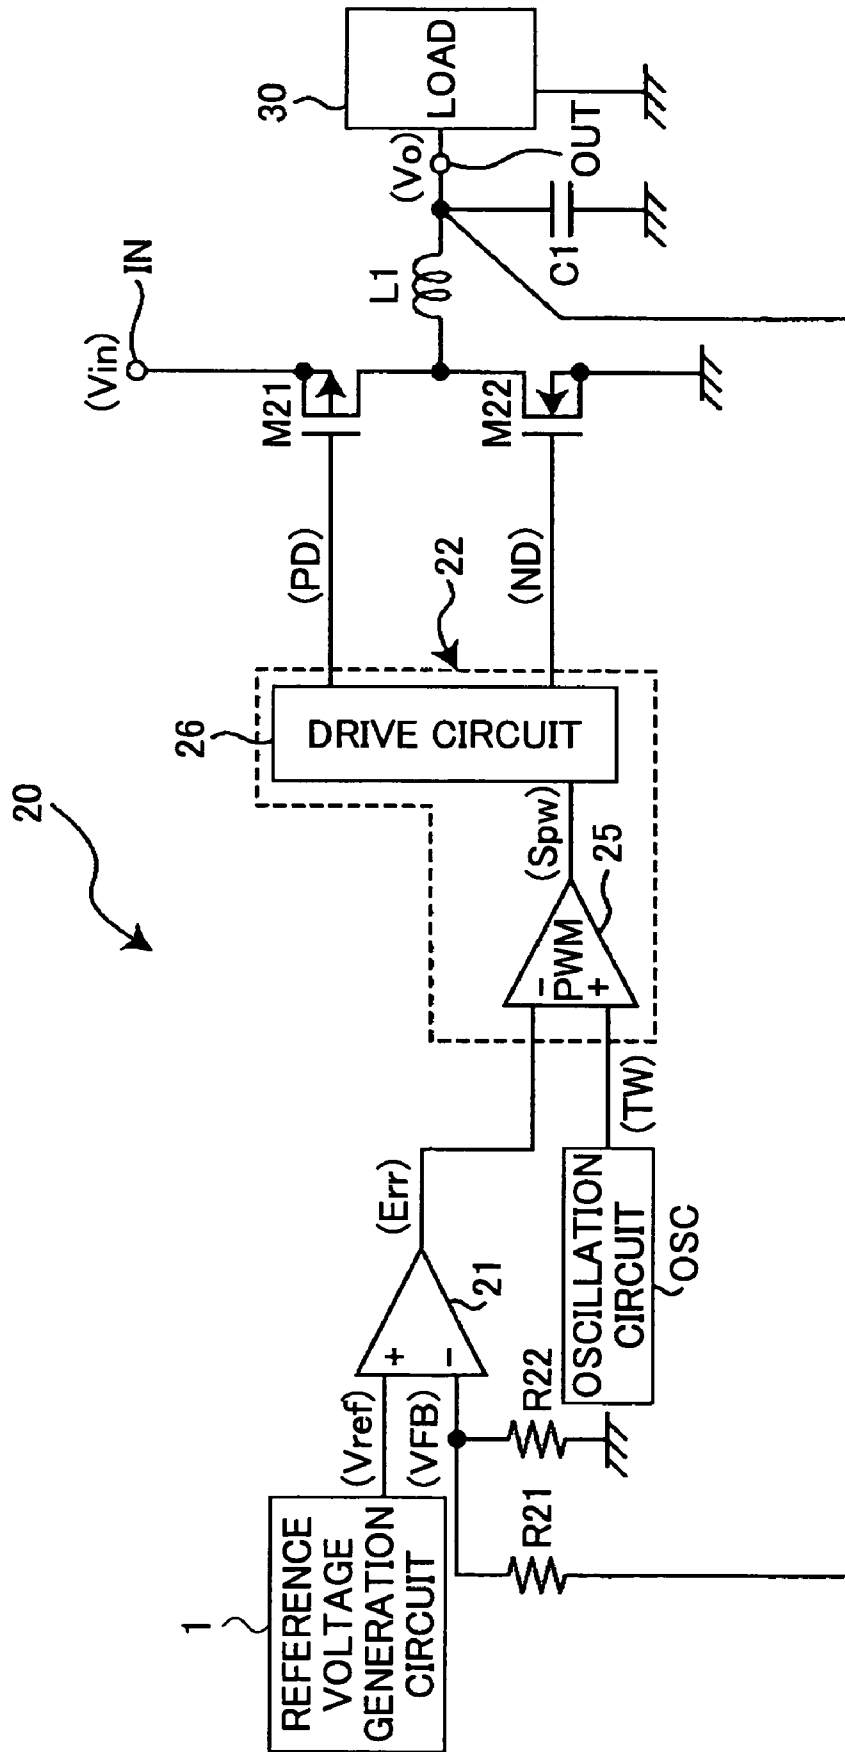 20
1
REFERENCE
VOLTAGE
GENERATION
CIRCUIT
(Vref)
(VFB)
R21
R22
+
-
21
(Err)
OSCILLATION
CIRCUIT
OSC
(TW)
-
PWM
+
25
(Spw)
26
DRIVE CIRCUIT
22
(PD)
(ND)
(Vin)
IN
M21
M22
L1
C1
(Vo)
OUT
30
LOAD